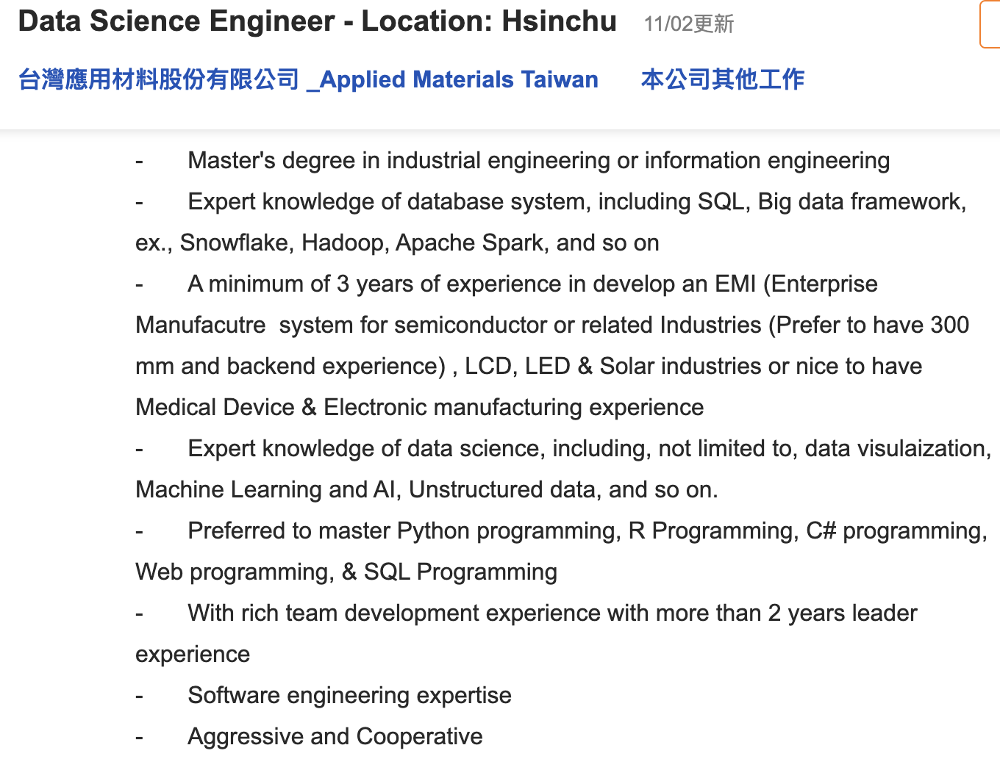 Data Science Engineer - Location: Hsinchu 11/02更新
台灣應用材料股份有限公司 _Applied Materials Taiwan 本公司其他工作
- Master's degree in industrial engineering or information engineering
- Expert knowledge of database system, including SQL, Big data framework,
ex., Snowflake, Hadoop, Apache Spark, and so on
- A minimum of 3 years of experience in develop an EMI (Enterprise
Manufacutre  system for semiconductor or related Industries (Prefer to have 300
mm and backend experience) , LCD, LED & Solar industries or nice to have
Medical Device & Electronic manufacturing experience
- Expert knowledge of data science, including, not limited to, data visulaization,
Machine Learning and AI, Unstructured data, and so on.
- Preferred to master Python programming, R Programming, C# programming,
Web programming, & SQL Programming
- With rich team development experience with more than 2 years leader
experience
- Software engineering expertise
- Aggressive and Cooperative